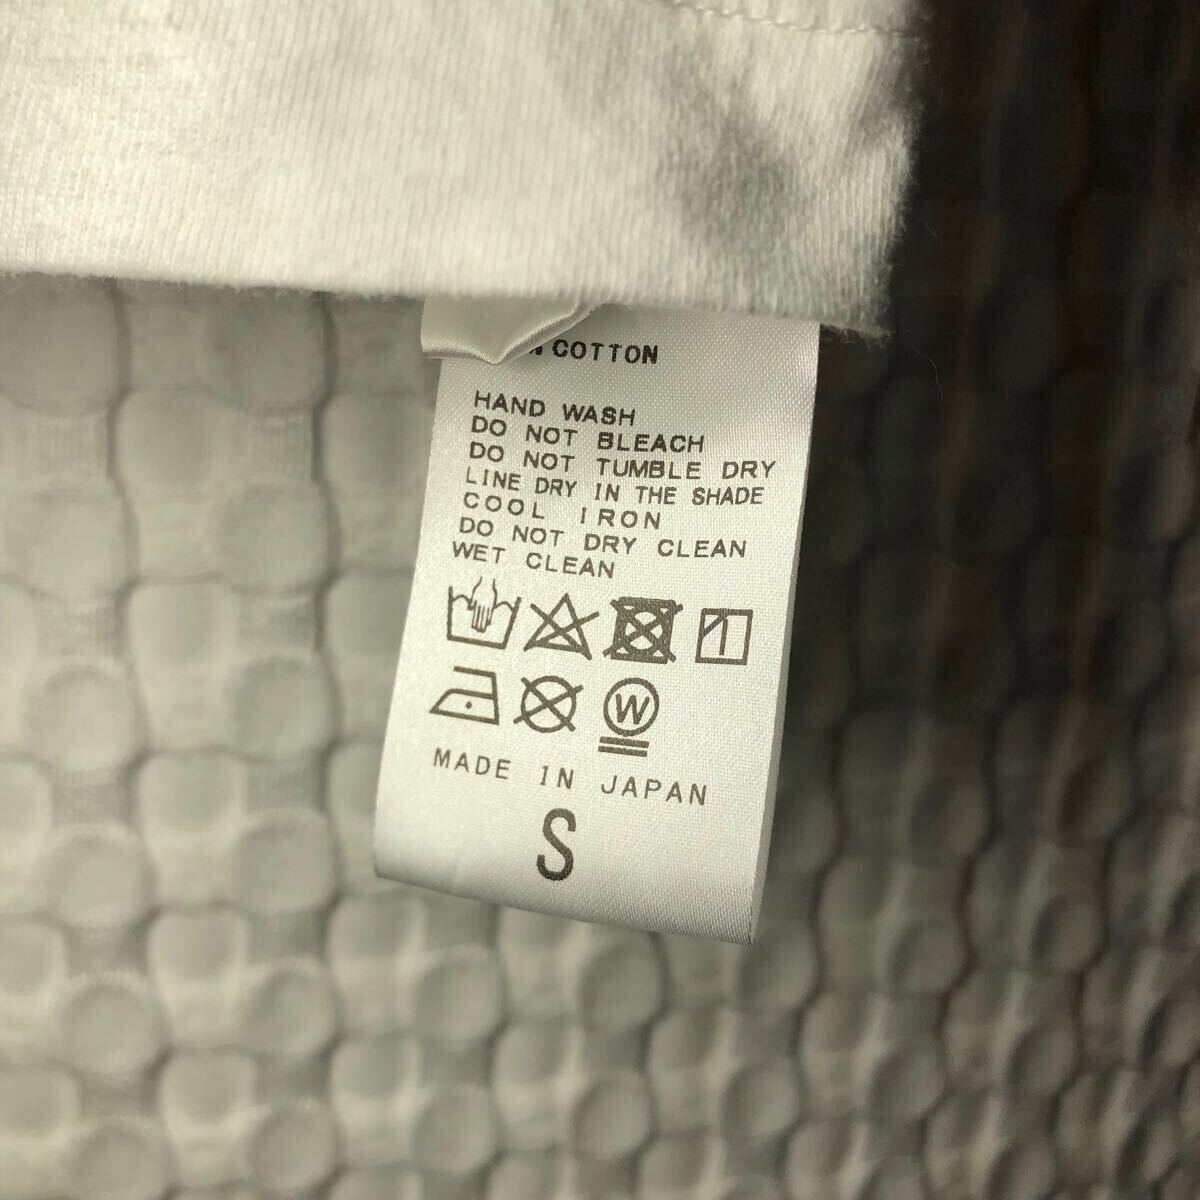 COTTON
HAND WASH
DO NOT BLEACH
DO NOT TUMBLE DRY
LINE DRY IN THE SHADE
COOL IRON
DO NOT DRY CLEAN
WET CLEAN
W
MADE IN JAPAN
S